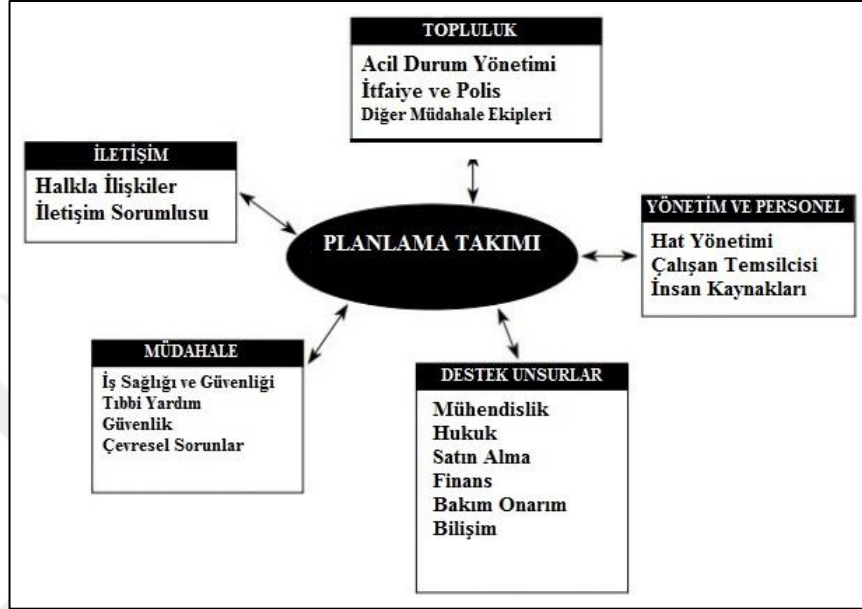 TOPLULUK
Acil Durum Yönetimi
İtfaiye ve Polis
Diğer Müdahale Ekipleri
İLETİŞİM
Halkla İlişkiler
İletişim Sorumlusu
PLANLAMA TAKIMI
YÖNETİM VE PERSONEL
Hat Yönetimi
Çalışan Temsilcisi
İnsan Kaynakları
MÜDAHALE
İş Sağlığı ve Güvenliği
Tıbbi Yardım
Güvenlik
Çevresel Sorunlar
DESTEK UNSURLAR
Mühendislik
Hukuk
Satın Alma
Finans
Bakım Onarım
Bilişim